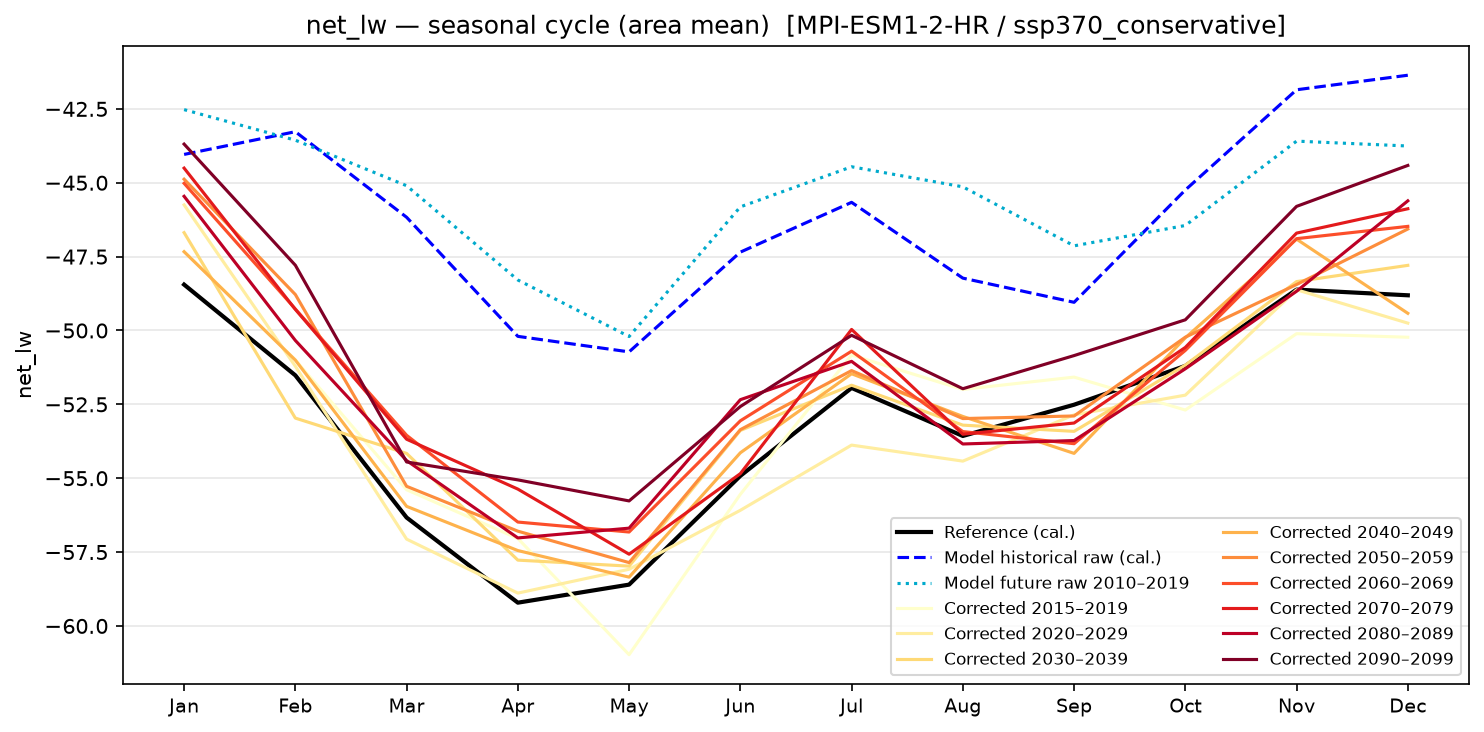 net_lw — seasonal cycle (area mean)  [MPI-ESM1-2-HR / ssp370_conservative]
net_lw
−42.5
−45.0
−47.5
−50.0
−52.5
−55.0
−57.5
−60.0
Jan Feb Mar Apr May Jun Jul Aug Sep Oct Nov Dec
Reference (cal.)
Model historical raw (cal.)
Model future raw 2010–2019
Corrected 2015–2019
Corrected 2020–2029
Corrected 2030–2039
Corrected 2040–2049
Corrected 2050–2059
Corrected 2060–2069
Corrected 2070–2079
Corrected 2080–2089
Corrected 2090–2099